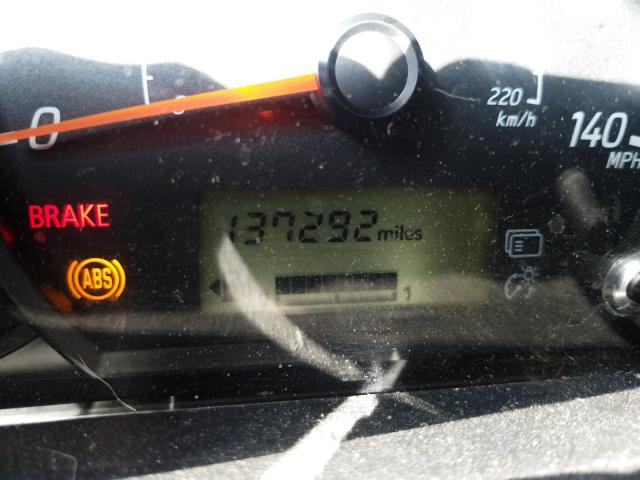 0
220
km/h
140
MPH
BRAKE
ABS
137292 miles
1